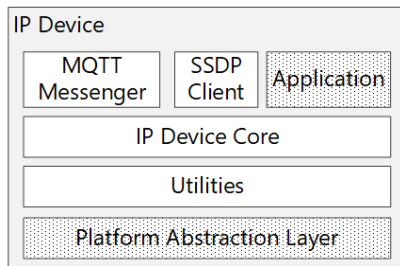 IP Device
MQTT
Messenger
SSDP
Client
Application
IP Device Core
Utilities
Platform Abstraction Layer